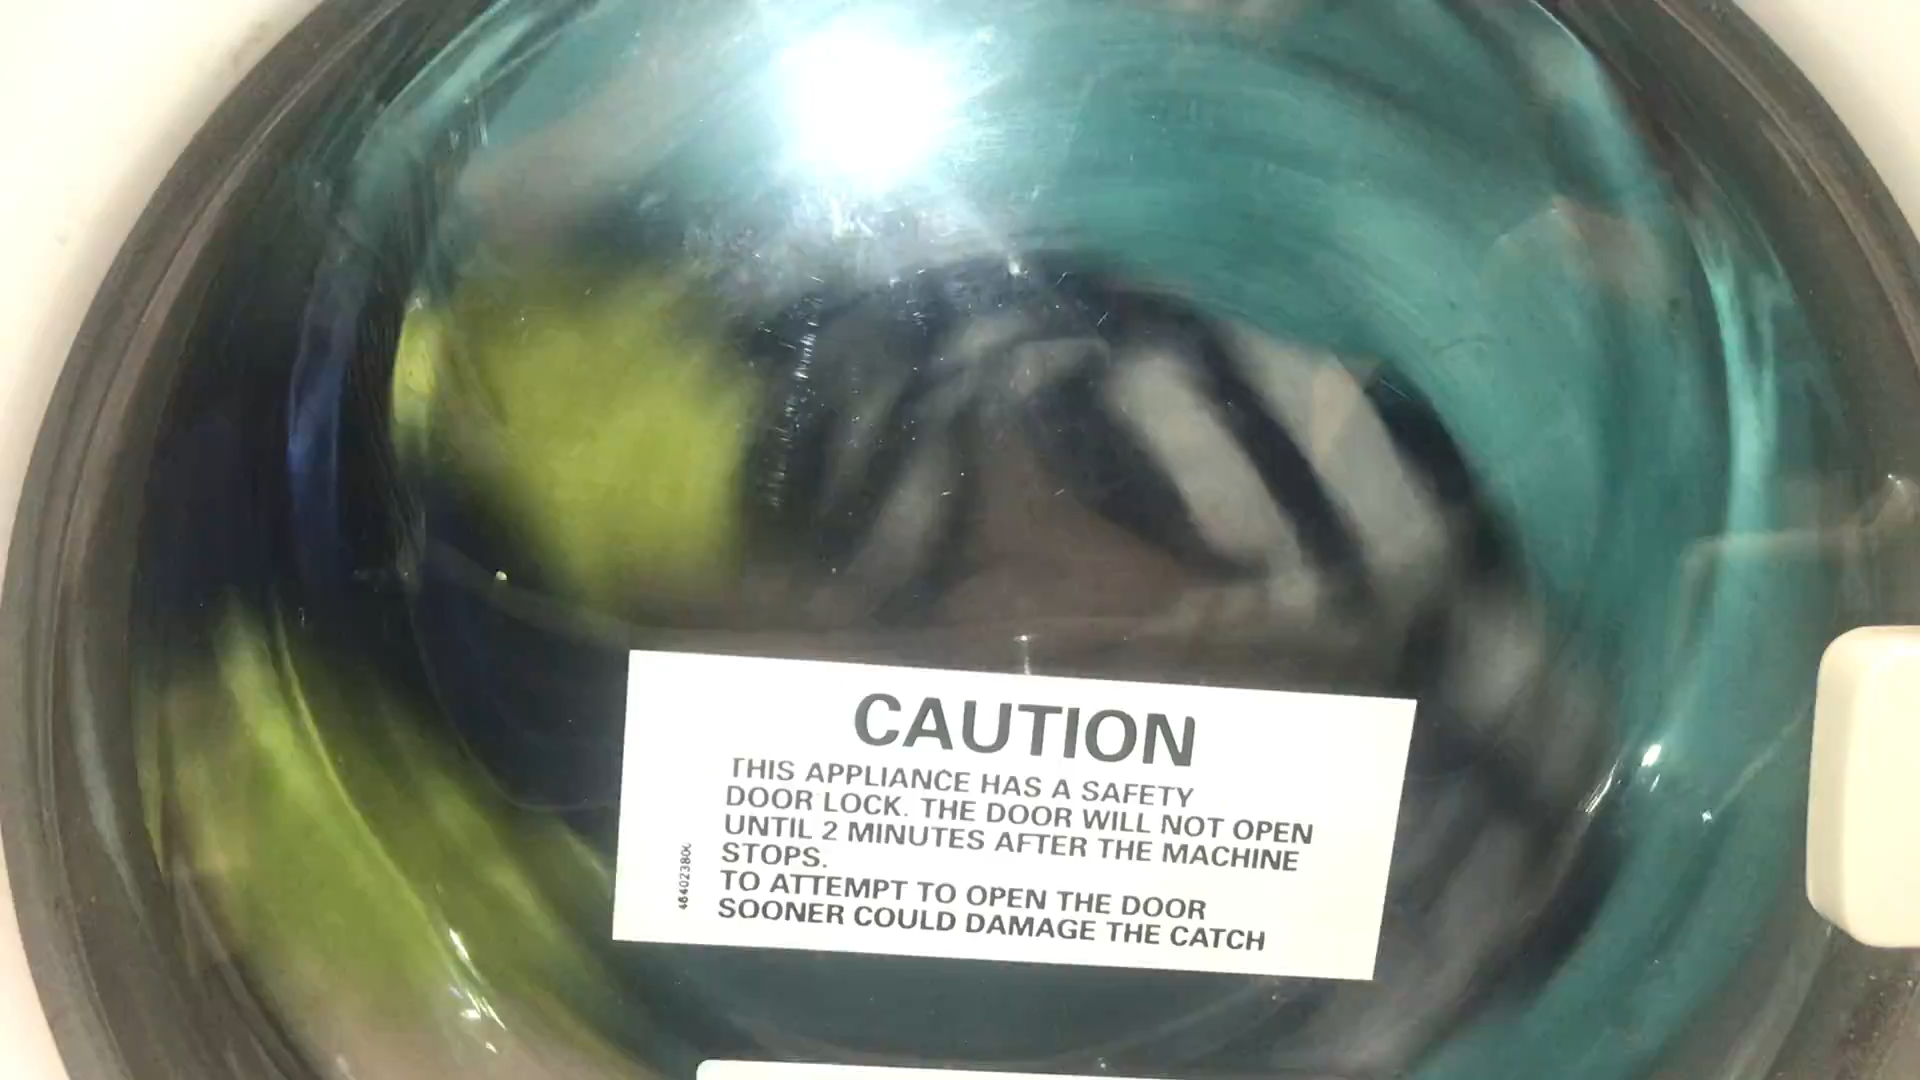 CAUTION
THIS APPLIANCE HAS A SAFETY
DOOR LOCK. THE DOOR WILL NOT OPEN
UNTIL 2 MINUTES AFTER THE MACHINE
STOPS.
TO ATTEMPT TO OPEN THE DOOR
SOONER COULD DAMAGE THE CATCH